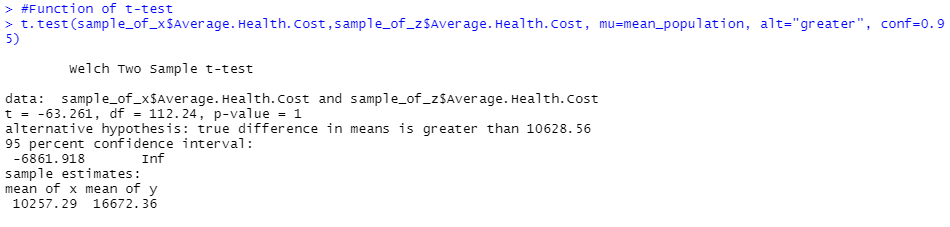 > #Function of t-test
> t.test(sample_of_x$Average.Health.Cost,sample_of_z$Average.Health.Cost, mu=mean_population, alt="greater", conf=0.9
5)
Welch Two Sample t-test
data:  sample_of_x$Average.Health.Cost and sample_of_z$Average.Health.Cost
t = -63.261, df = 112.24, p-value = 1
alternative hypothesis: true difference in means is greater than 10628.56
95 percent confidence interval:
 -6861.918       Inf
sample estimates:
mean of x mean of y
 10257.29  16672.36